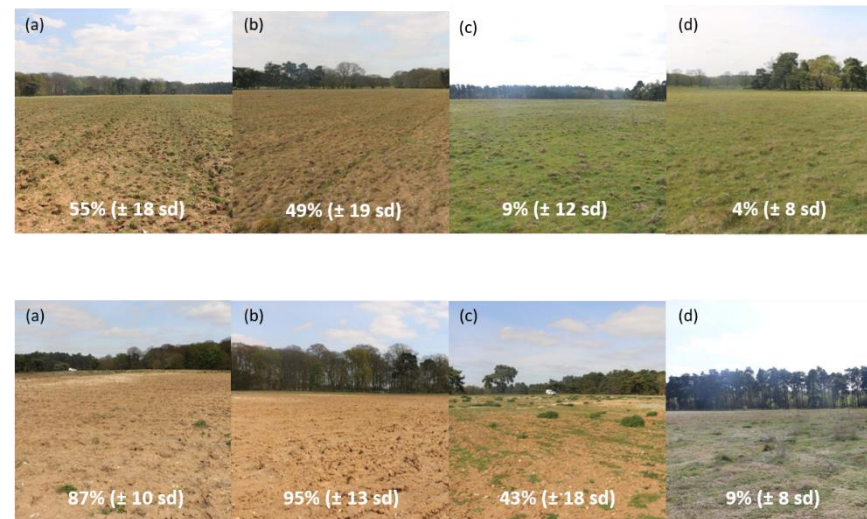 (a)
(b)
(c)
(d)
55% (± 18 sd)
49% (± 19 sd)
9% (± 12 sd)
4% (± 8 sd)
(a)
(b)
(c)
(d)
87% (± 10 sd)
95% (± 13 sd)
43% (± 18 sd)
9% (± 8 sd)